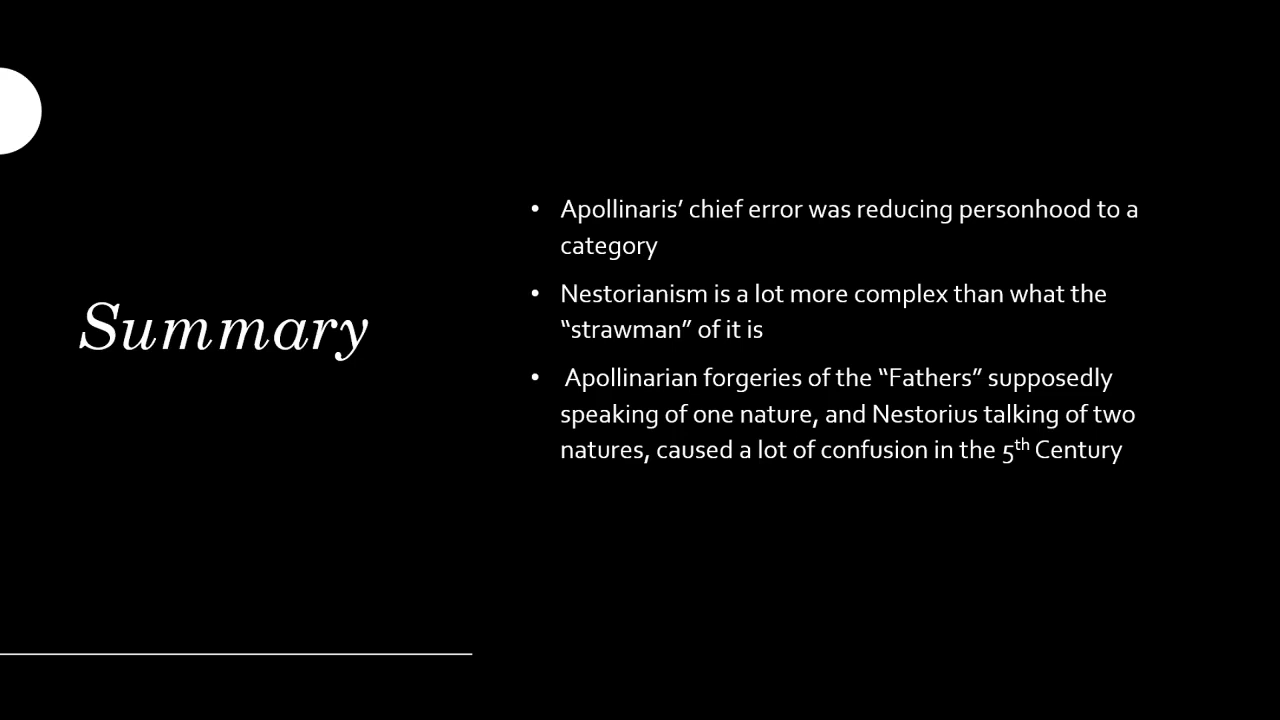 Summary
• Apollinaris’ chief error was reducing personhood to a
category
• Nestorianism is a lot more complex than what the
“strawman” of it is
• Apollinarian forgeries of the “Fathers” supposedly
speaking of one nature, and Nestorius talking of two
natures, caused a lot of confusion in the 5th Century